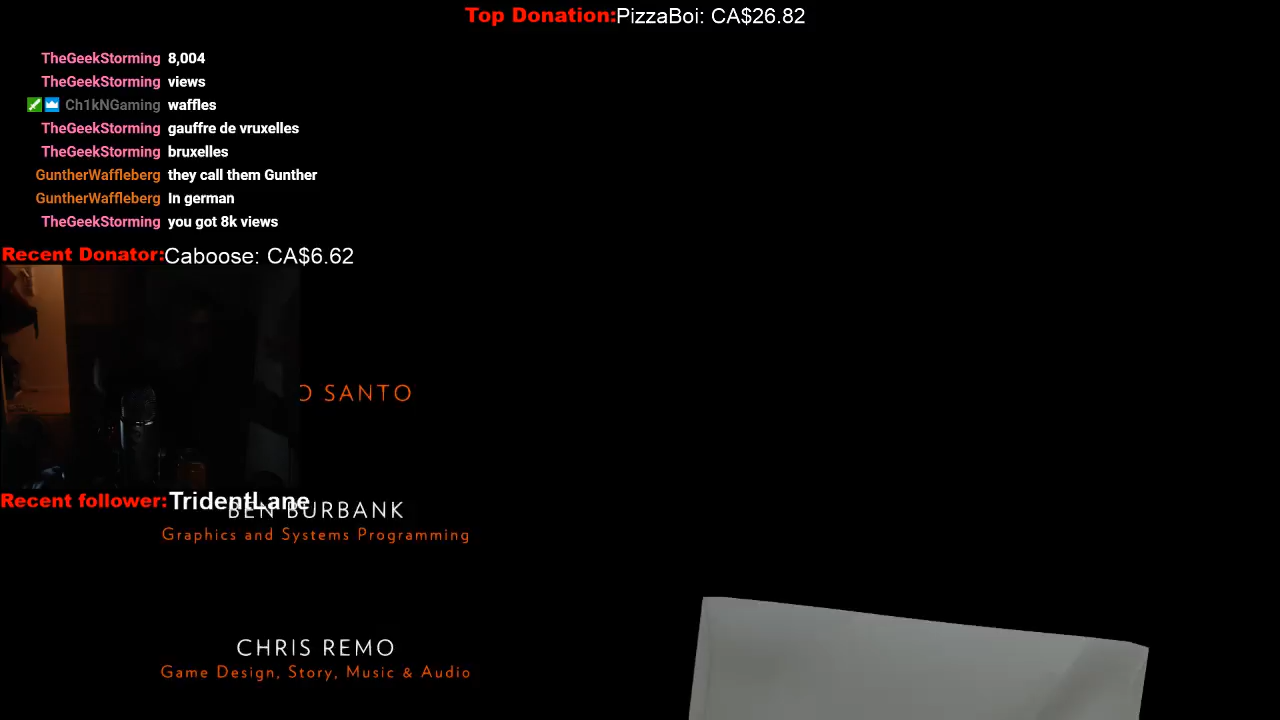 Top Donation:PizzaBoi: CA$26.82
TheGeekStorming 8,004
TheGeekStorming views
Ch1kNGaming waffles
TheGeekStorming gauffre de vruxelles
TheGeekStorming bruxelles
GuntherWaffleberg they call them Gunther
GuntherWaffleberg In german
TheGeekStorming you got 8k views
Recent Donator:Caboose: CA$6.62
O SANTO
Recent follower:TridentLane
BEN BURBANK
Graphics and Systems Programming
CHRIS REMO
Game Design, Story, Music & Audio